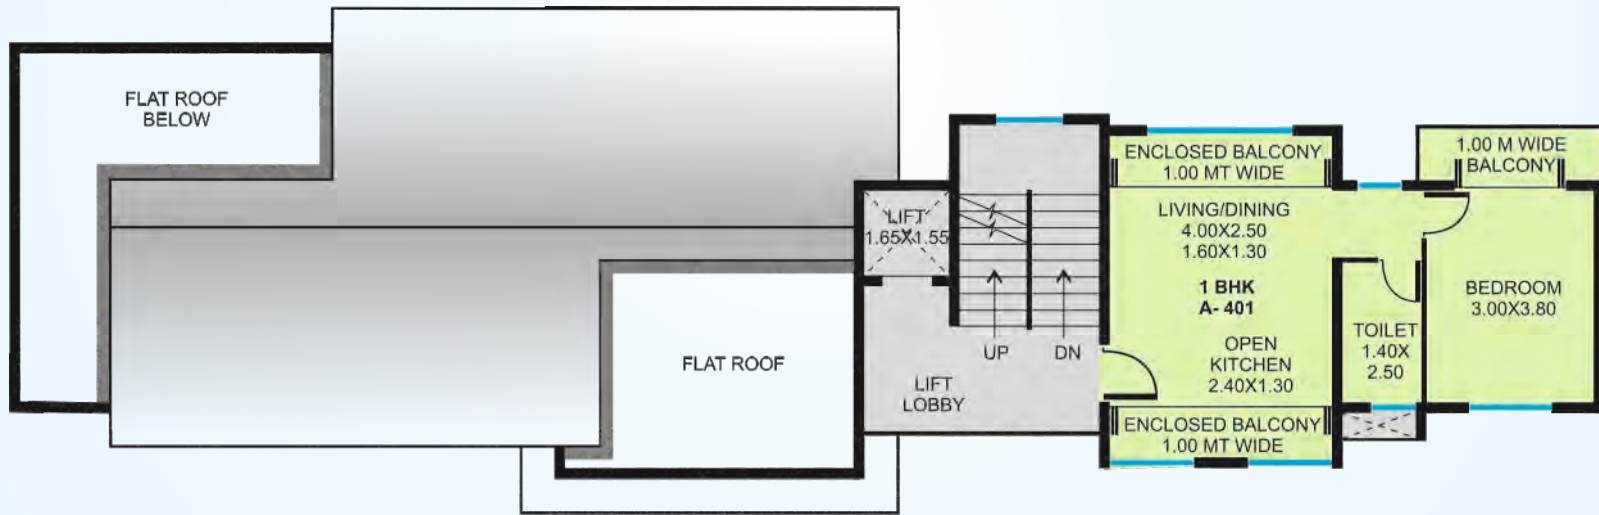 FLAT ROOF
BELOW
FLAT ROOF
LIFT
1.65X1.55
UP
DN
LIFT
LOBBY
ENCLOSED BALCONY
1.00 MT WIDE
LIVING/DINING
4.00X2.50
1.60X1.30
1 BHK
A- 401
OPEN
KITCHEN
2.40X1.30
ENCLOSED BALCONY
1.00 MT WIDE
TOILET
1.40X
2.50
1.00 M WIDE
BALCONY
BEDROOM
3.00X3.80